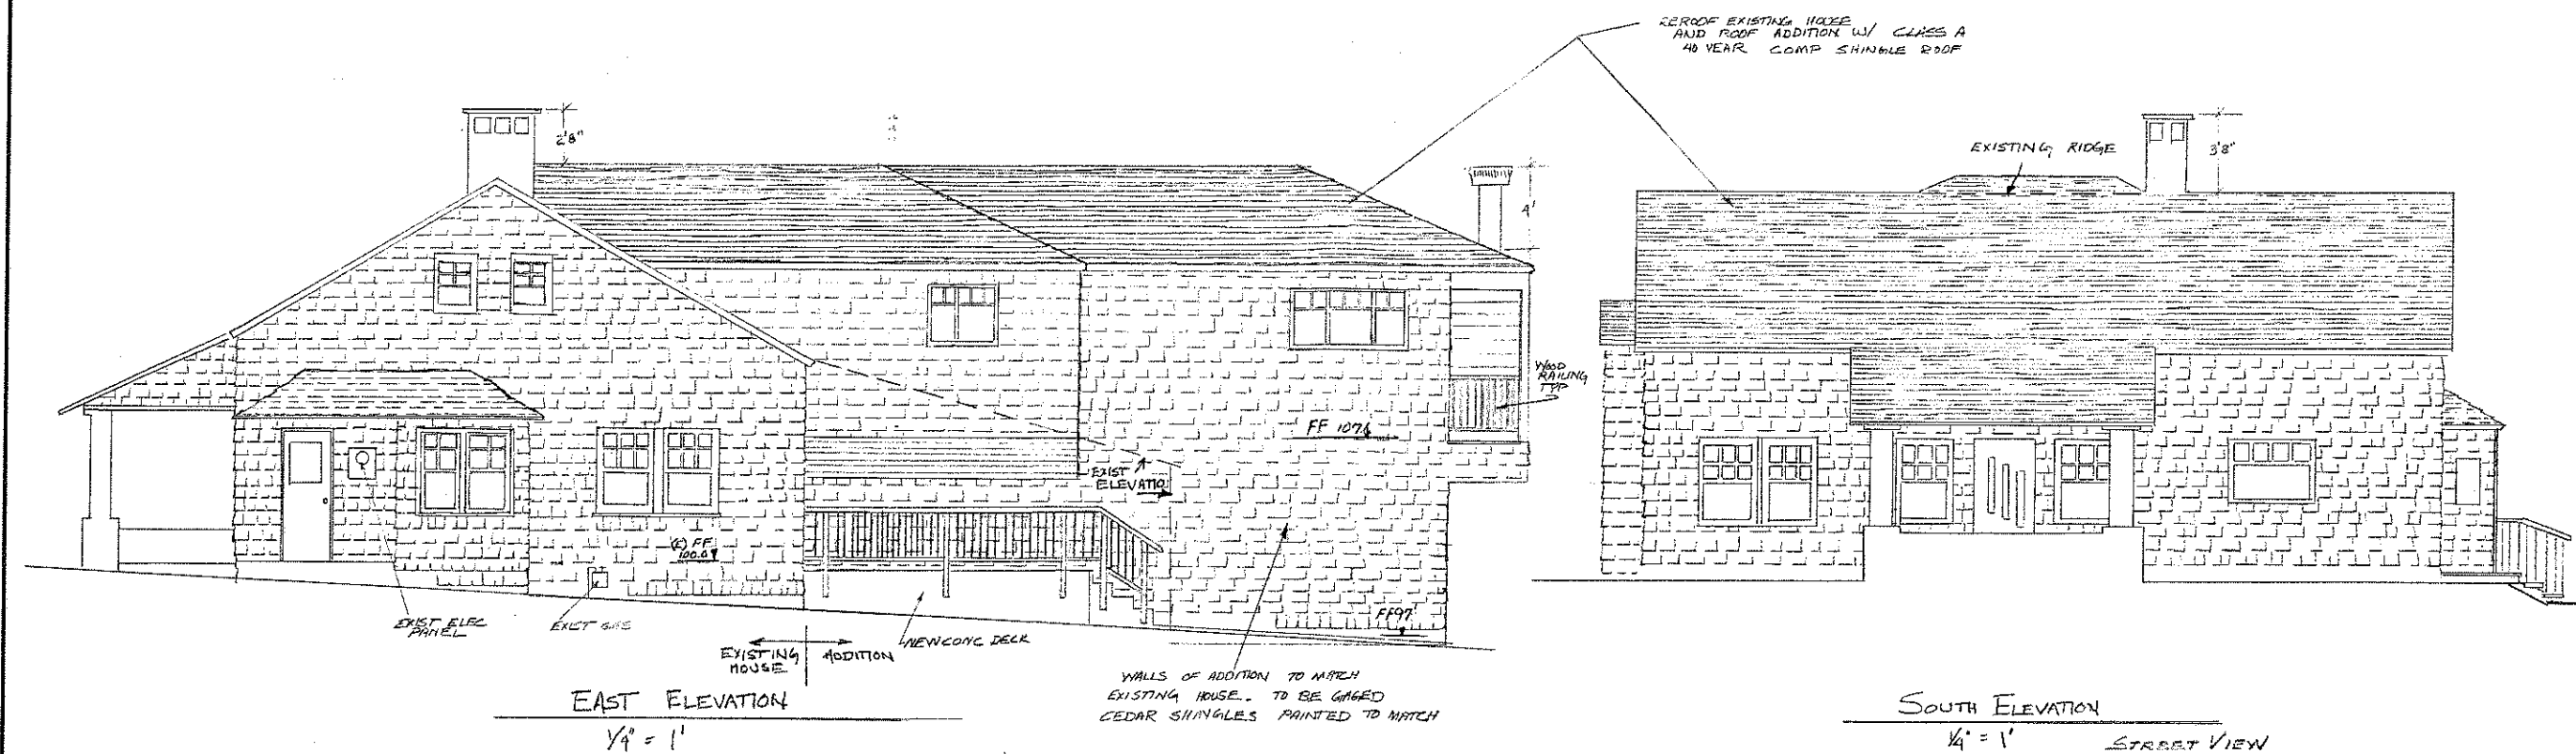 REROOF EXISTING HOUSE
AND ROOF ADDITION W/ CLASS A
40 YEAR COMP SHINGLE ROOF
2'8"
EXISTING RIDGE
3'8"
4'
WOOD
RAILING
TYP
FF 107.6
EXIST
ELEVATIO
(E) FF
100.0
FF97'
EXIST ELEC
PANEL
EXIST GAS
EXISTING
HOUSE
ADDITION
NEW CONC DECK
WALLS OF ADDITION TO MATCH
EXISTING HOUSE. TO BE GAGED
CEDAR SHINGLES PAINTED TO MATCH
EAST ELEVATION
1/4" = 1'
SOUTH ELEVATION
1/4" = 1'
STREET VIEW